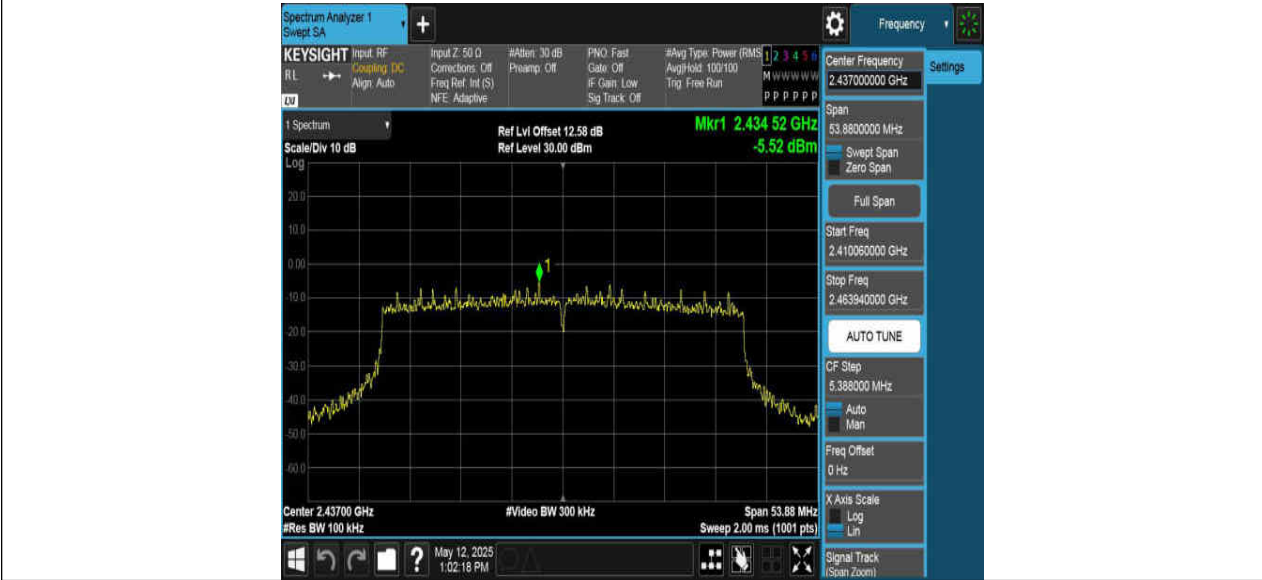 Spectrum Analyzer 1
Swept SA
Frequency
KEYSIGHT
RL
LXI
Input: RF
Coupling: DC
Align: Auto
Input Z: 50 Ω
Corrections: Off
Freq Ref: Int (S)
NFE: Adaptive
#Atten: 30 dB
Preamp: Off
PNO: Fast
Gate: Off
IF Gain: Low
Sig Track: Off
#Avg Type: Power (RMS
Avg|Hold: 100/100
Trig: Free Run
1 2 3 4 5 6
M W W W W W
P P P P P P
1 Spectrum
Scale/Div 10 dB
Ref Lvl Offset 12.58 dB
Ref Level 30.00 dBm
Mkr1 2.434 52 GHz
-5.52 dBm
Log
20.0
10.0
0.00
-10.0
-20.0
-30.0
-40.0
-50.0
-60.0
1
Center 2.43700 GHz
#Res BW 100 kHz
#Video BW 300 kHz
Span 53.88 MHz
Sweep 2.00 ms (1001 pts)
?
May 12, 2025
1:02:18 PM
Center Frequency
2.437000000 GHz
Settings
Span
53.8800000 MHz
Swept Span
Zero Span
Full Span
Start Freq
2.410060000 GHz
Stop Freq
2.463940000 GHz
AUTO TUNE
CF Step
5.388000 MHz
Auto
Man
Freq Offset
0 Hz
X Axis Scale
Log
Lin
Signal Track
(Span Zoom)